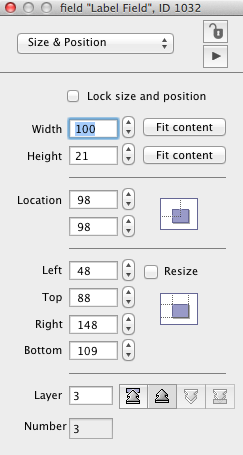 field "Label Field", ID 1032
Size & Position
Lock size and position
Width 100 Fit content
Height 21 Fit content
Location 98
98
Left 48 Resize
Top 88
Right 148
Bottom 109
Layer 3
Number 3